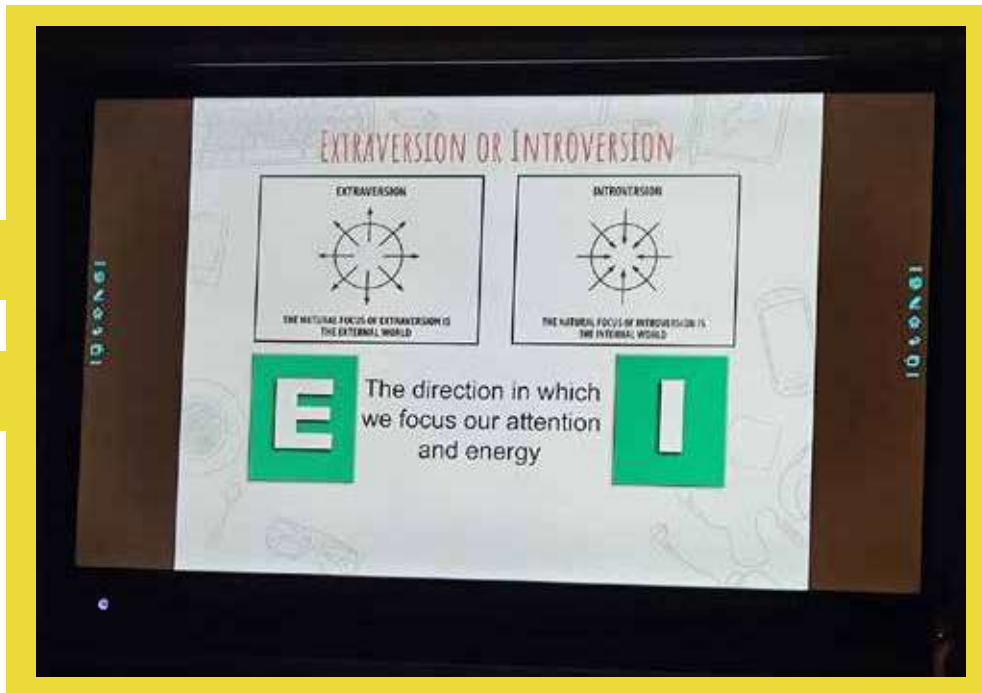 EXTRAVERSION OR INTROVERSION
EXTRAVERSION
THE NATURAL FOCUS OF EXTRAVERSION IS
THE EXTERNAL WORLD
INTROVERSION
THE NATURAL FOCUS OF INTROVERSION IS
THE INTERNAL WORLD
E
The direction in which
we focus our attention
and energy
I